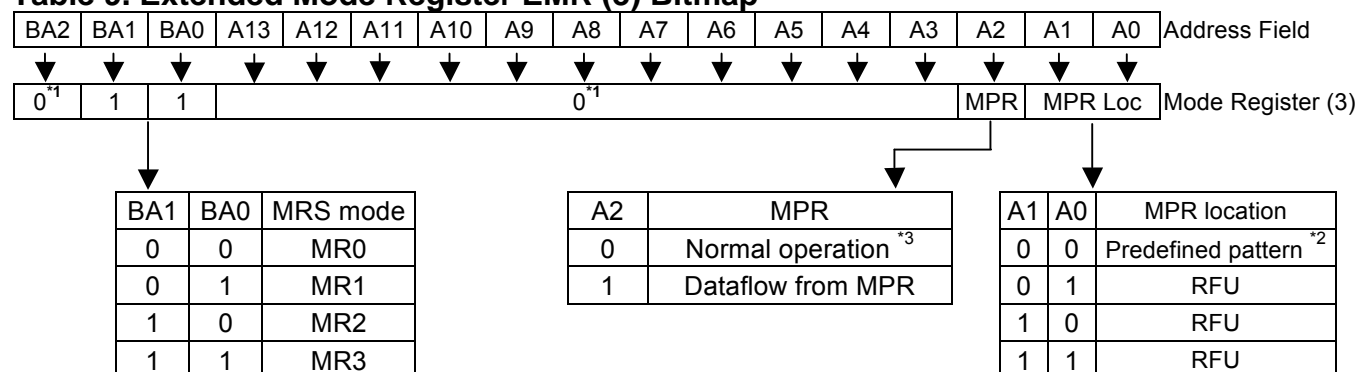 Table 9. Extended Mode Register EMR (3) Bitmap
BA2 BA1 BA0 A13 A12 A11 A10 A9 A8 A7 A6 A5 A4 A3 A2 A1 A0 Address Field
0*1 1 1 0*1 MPR MPR Loc Mode Register (3)
BA1 BA0 MRS mode
0 0 MR0
0 1 MR1
1 0 MR2
1 1 MR3
A2 MPR
0 Normal operation *3
1 Dataflow from MPR
A1 A0 MPR location
0 0 Predefined pattern *2
0 1 RFU
1 0 RFU
1 1 RFU